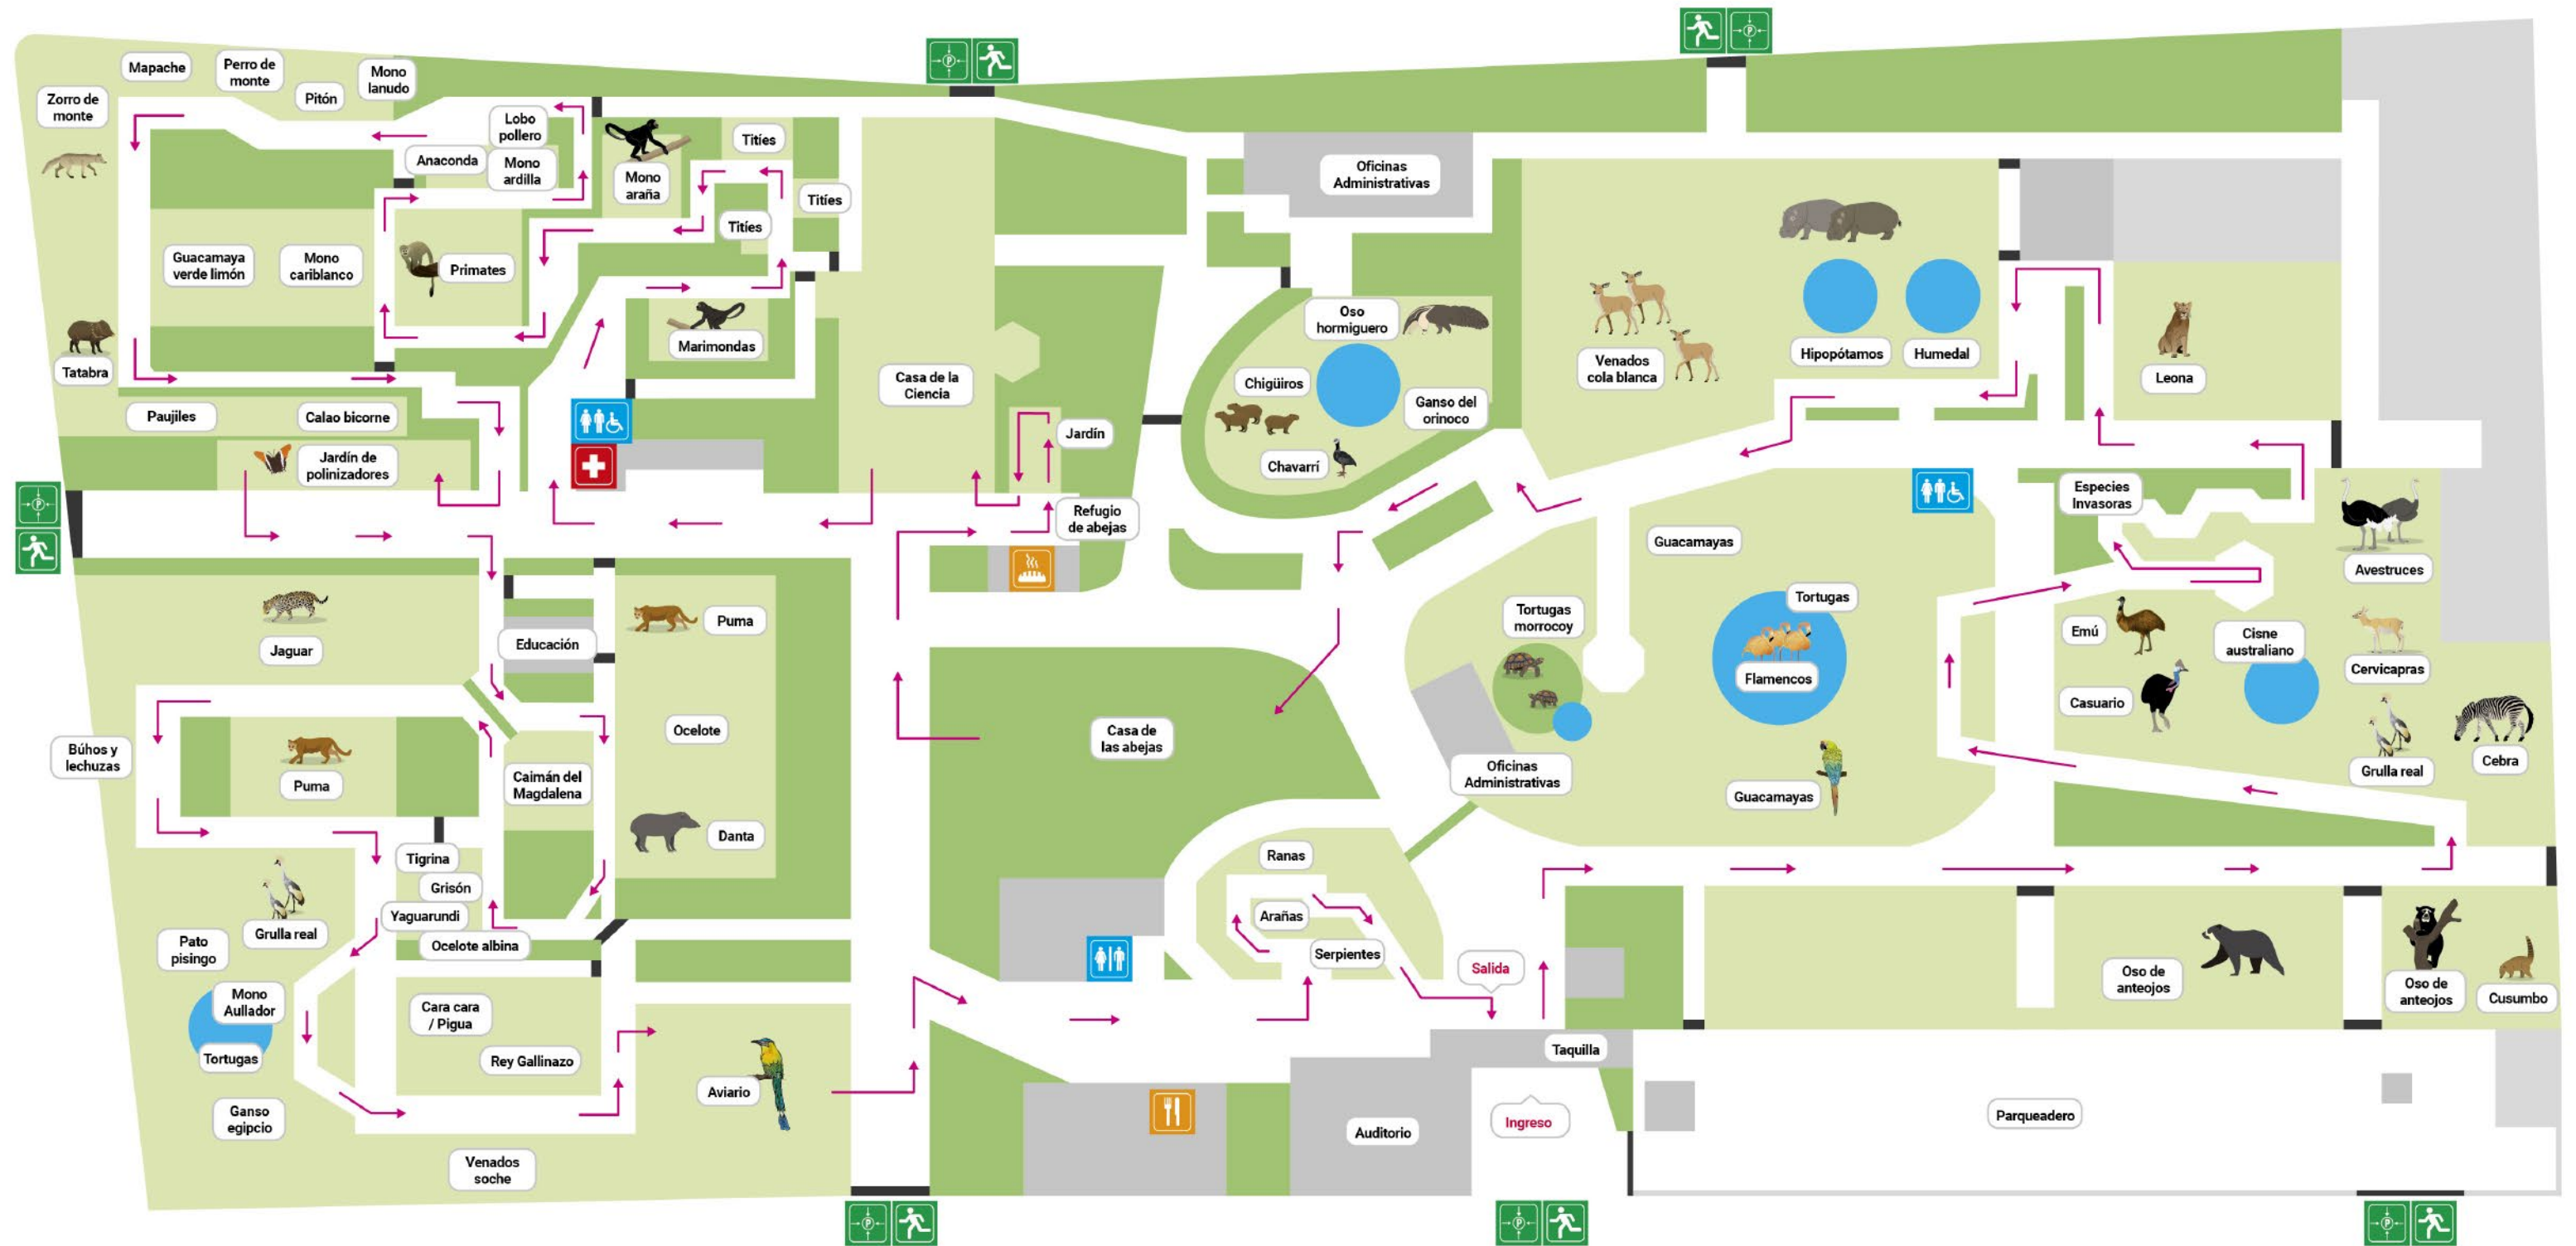 Mapache
Perro de
monte
Mono
lanudo
Pitón
Zorro de
monte
Lobo
pollero
Anaconda
Mono
ardilla
Mono
araña
Titíes
Titíes
Titíes
Guacamaya
verde limón
Mono
cariblanco
Primates
Marimondas
Tatabra
Paujiles
Calao bicorne
Jardín de
polinizadores
Casa de la
Ciencia
Jardín
Refugio
de abejas
Oficinas
Administrativas
Oso
hormiguero
Chigüiros
Ganso del
orinoco
Chavarrí
Venados
cola blanca
Hipopótamos
Humedal
Leona
Especies
Invasoras
Avestruces
Guacamayas
Tortugas
Flamencos
Tortugas
morrocoy
Oficinas
Administrativas
Guacamayas
Emú
Cisne
australiano
Cervicapras
Casuario
Grulla real
Cebra
Jaguar
Educación
Puma
Ocelote
Búhos y
lechuzas
Puma
Caimán del
Magdalena
Danta
Casa de
las abejas
Tigrina
Grisón
Yaguarundi
Ocelote albina
Grulla real
Pato
pisingo
Mono
Aullador
Tortugas
Ganso
egipcio
Cara cara
/ Pigua
Rey Gallinazo
Aviario
Venados
soche
Ranas
Arañas
Serpientes
Salida
Taquilla
Ingreso
Auditorio
Parqueadero
Oso de
anteojos
Oso de
anteojos
Cusumbo
P
P
P
P
P
P